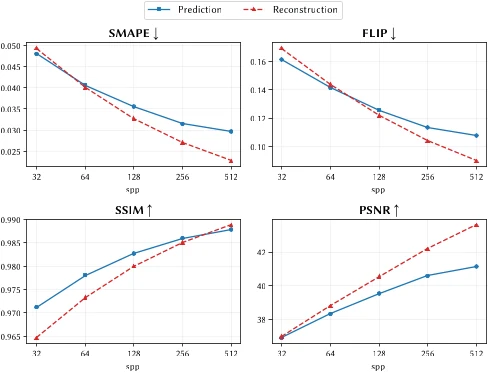 Prediction Reconstruction
SMAPE ↓
0.050
0.045
0.040
0.035
0.030
0.025
32 64 128 256 512
spp
FLIP ↓
0.16
0.14
0.12
0.10
32 64 128 256 512
spp
SSIM ↑
0.990
0.985
0.980
0.975
0.970
0.965
32 64 128 256 512
spp
PSNR ↑
42
40
38
32 64 128 256 512
spp